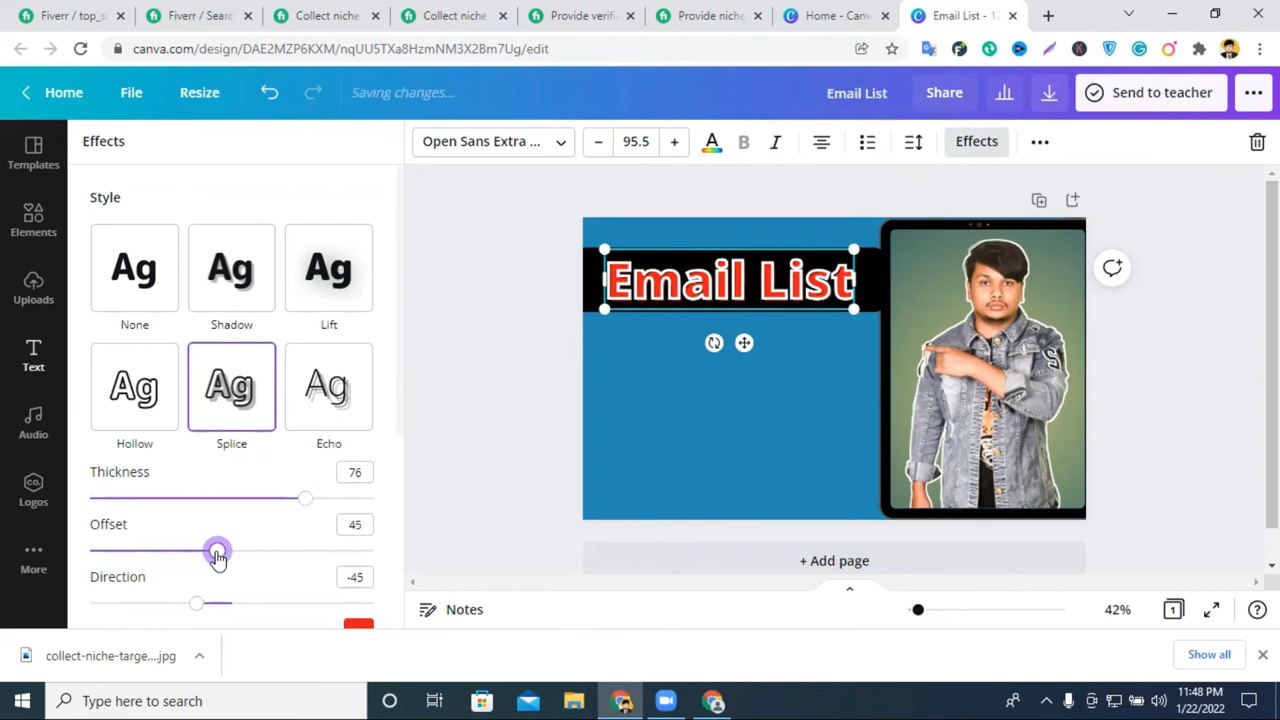 Fiverr / top_s
Fiverr / Searc
Collect niche
Collect niche
Provide verifi
Provide niche
Home - Canv
Email List - 12
canva.com/design/DAE2MZP6KXM/nqUU5TXa8HzmNM3X2Bm7Ug/edit
Home
File
Resize
Saving changes...
Email List
Share
Send to teacher
Templates
Elements
Uploads
Text
Audio
Logos
More
Effects
Style
Ag
Ag
Ag
None
Shadow
Lift
Ag
Ag
Ag
Hollow
Splice
Echo
Thickness
76
Offset
45
Direction
-45
Open Sans Extra ...
95.5
A
B
I
Effects
Email List
S
+ Add page
Notes
42%
1
collect-niche-targe....jpg
Show all
Type here to search
11:48 PM
1/22/2022